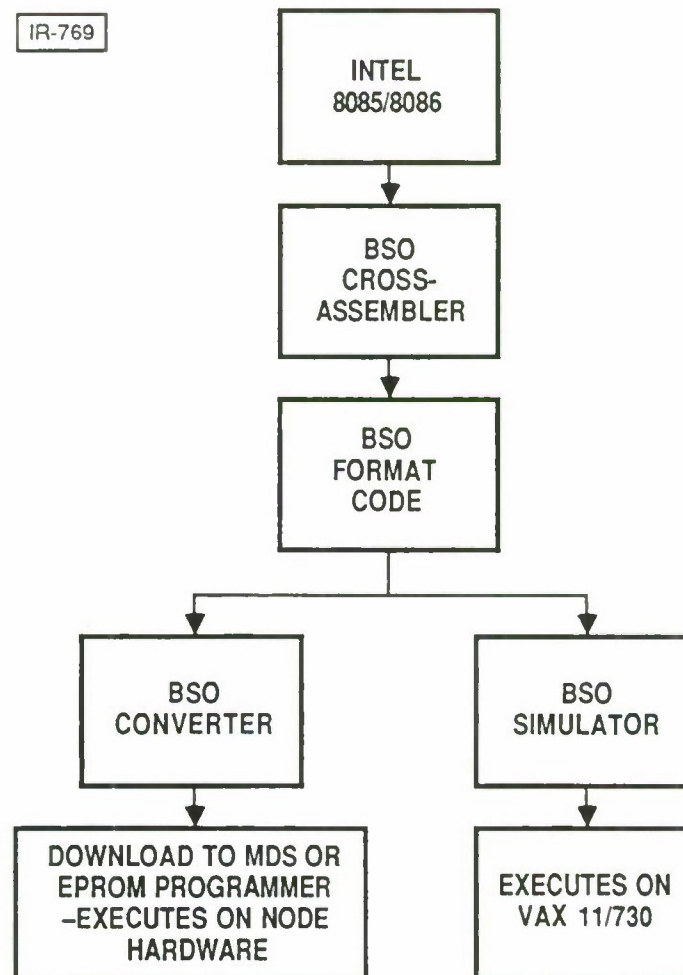 IR-769
INTEL
8085/8086
BSO
CROSS-
ASSEMBLER
BSO
FORMAT
CODE
BSO
CONVERTER
BSO
SIMULATOR
DOWNLOAD TO MDS OR
EPROM PROGRAMMER
–EXECUTES ON NODE
HARDWARE
EXECUTES ON
VAX 11/730